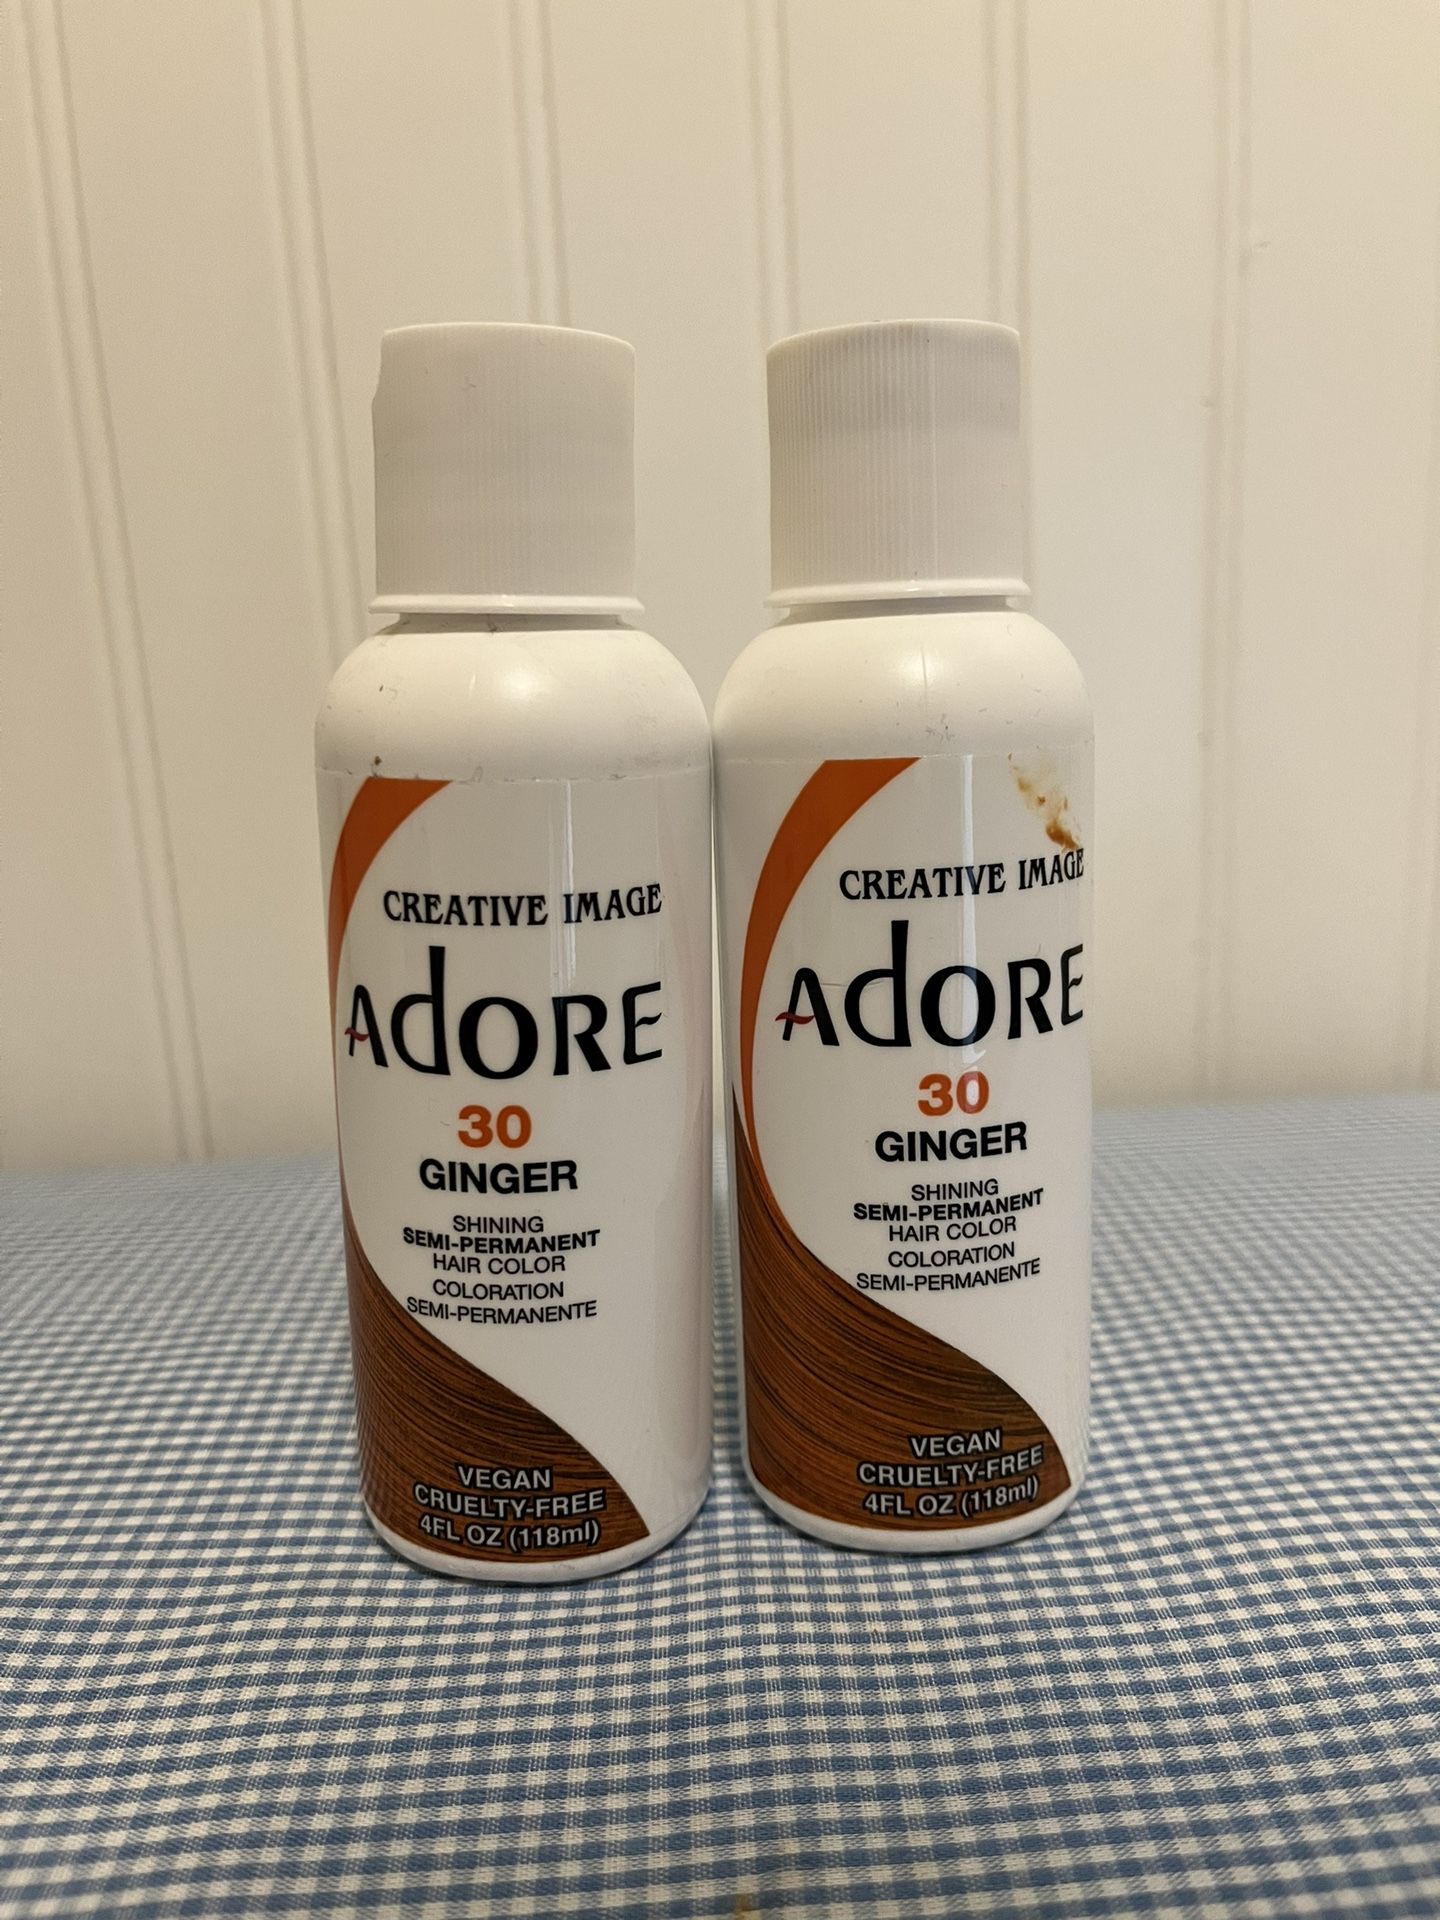 CREATIVE IMAGE
ADORE
30
GINGER
SHINING
SEMI-PERMANENT
HAIR COLOR
COLORATION
SEMI-PERMANENTE
VEGAN
CRUELTY-FREE
4FL OZ (118ml)
CREATIVE IMAGE
ADORE
30
GINGER
SHINING
SEMI-PERMANENT
HAIR COLOR
COLORATION
SEMI-PERMANENTE
VEGAN
CRUELTY-FREE
4FL OZ (118ml)